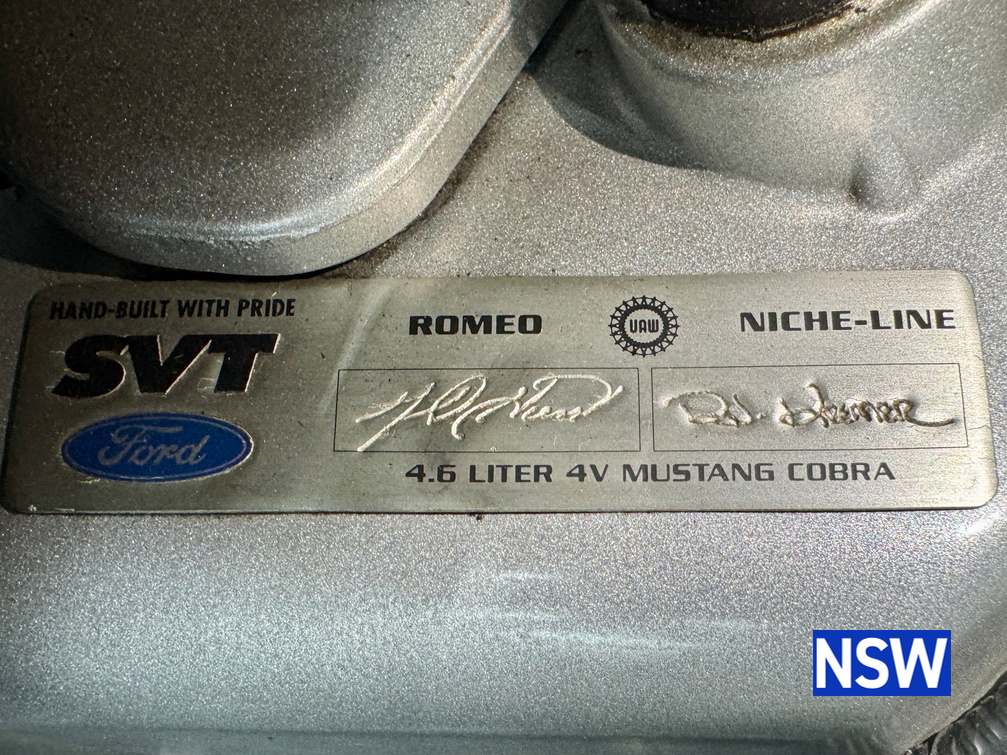 HAND-BUILT WITH PRIDE
SVT
Ford
ROMEO
UAW
NICHE-LINE
4.6 LITER 4V MUSTANG COBRA
NSW